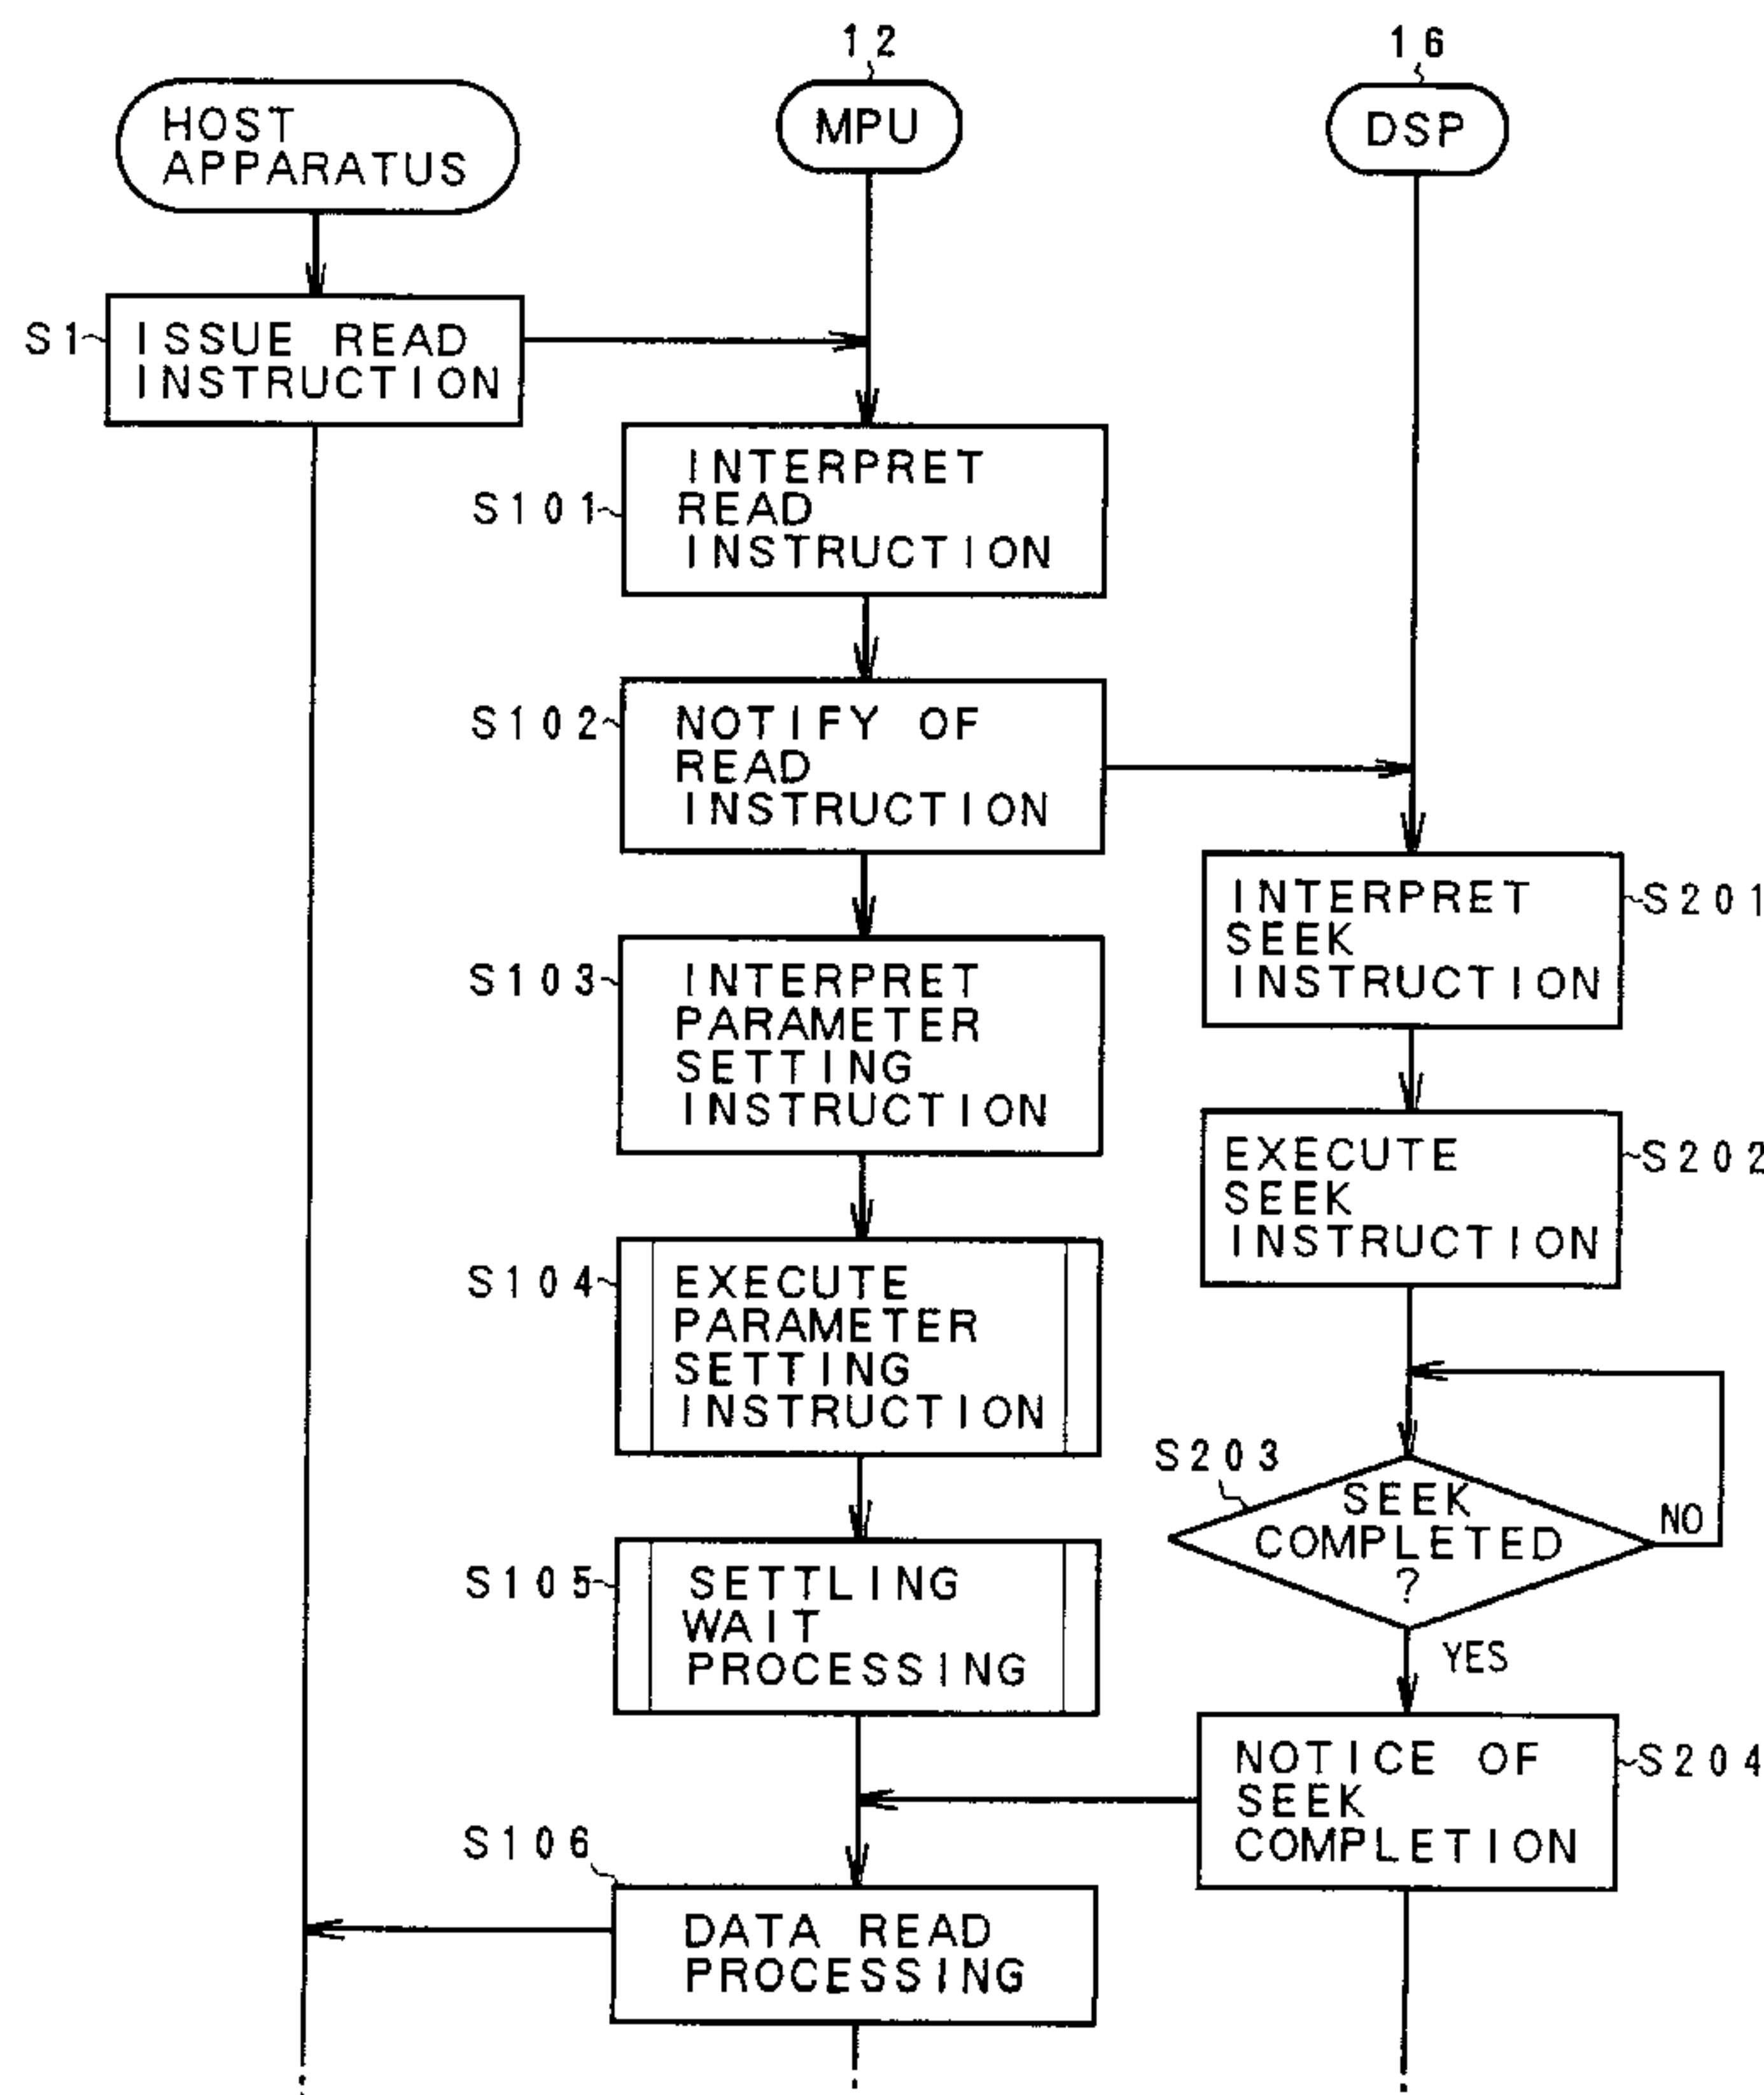 12
16
HOST
APPARATUS
MPU
DSP
S1
ISSUE READ
INSTRUCTION
S101
INTERPRET
READ
INSTRUCTION
S102
NOTIFY OF
READ
INSTRUCTION
S201
INTERPRET
SEEK
INSTRUCTION
S103
INTERPRET
PARAMETER
SETTING
INSTRUCTION
S202
EXECUTE
SEEK
INSTRUCTION
S104
EXECUTE
PARAMETER
SETTING
INSTRUCTION
S203
SEEK
COMPLETED
?
NO
YES
S105
SETTLING
WAIT
PROCESSING
S204
NOTICE OF
SEEK
COMPLETION
S106
DATA READ
PROCESSING